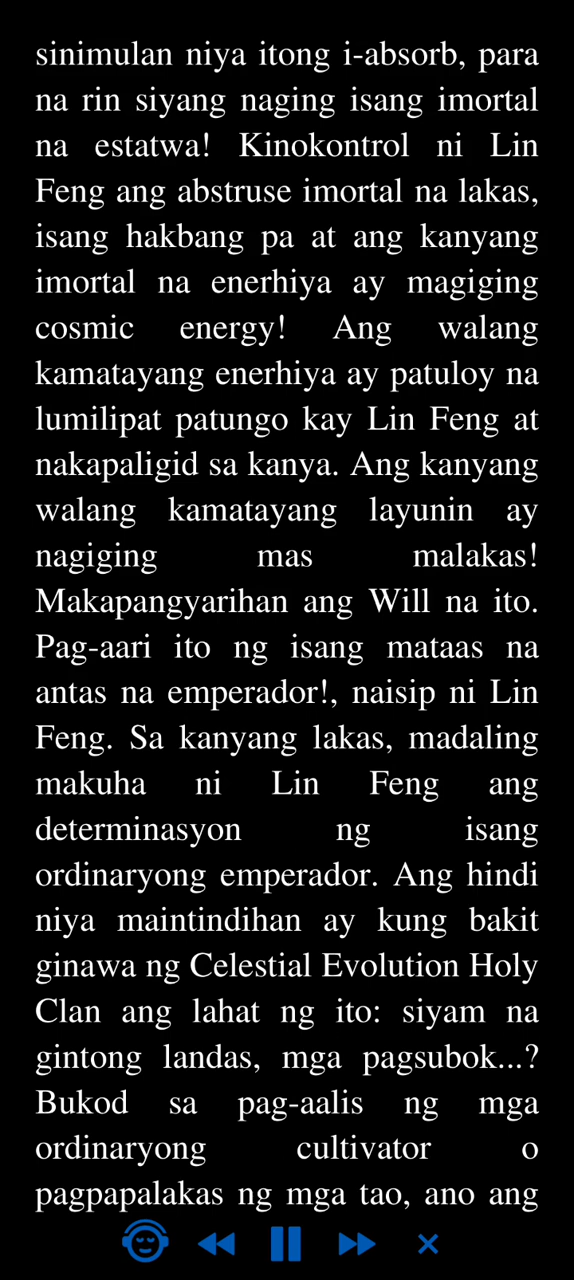 sinimulan niya itong i-absorb, para
na rin siyang naging isang imortal
na estatwa! Kinokontrol ni Lin
Feng ang abstruse imortal na lakas,
isang hakbang pa at ang kanyang
imortal na enerhiya ay magiging
cosmic energy! Ang walang
kamatayang enerhiya ay patuloy na
lumilipat patungo kay Lin Feng at
nakapaligid sa kanya. Ang kanyang
walang kamatayang layunin ay
nagiging mas malakas!
Makapangyarihan ang Will na ito.
Pag-aari ito ng isang mataas na
antas na emperador!, naisip ni Lin
Feng. Sa kanyang lakas, madaling
makuha ni Lin Feng ang
determinasyon ng isang
ordinaryong emperador. Ang hindi
niya maintindihan ay kung bakit
ginawa ng Celestial Evolution Holy
Clan ang lahat ng ito: siyam na
gintong landas, mga pagsubok...?
Bukod sa pag-aalis ng mga
ordinaryong cultivator o
pagpapalakas ng mga tao, ano ang